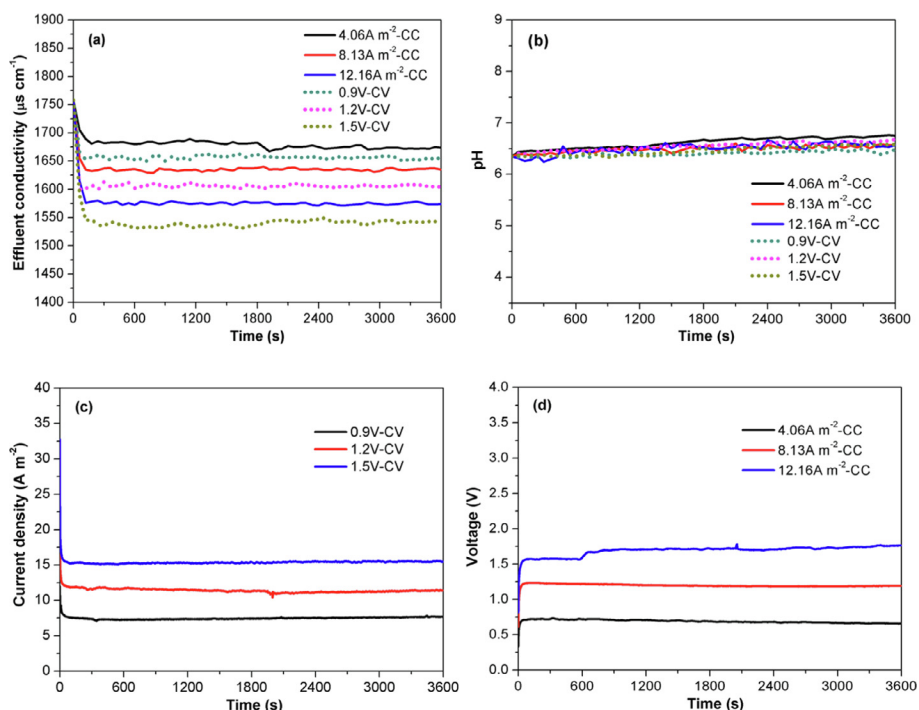 (a)
4.06A m⁻²-CC
8.13A m⁻²-CC
12.16A m⁻²-CC
0.9V-CV
1.2V-CV
1.5V-CV
Effluent conductivity (μs cm⁻¹)
1900
1850
1800
1750
1700
1650
1600
1550
1500
1450
1400
0 600 1200 1800 2400 3000 3600
Time (s)
(b)
pH
9
8
7
6
5
4
4.06A m⁻²-CC
8.13A m⁻²-CC
12.16A m⁻²-CC
0.9V-CV
1.2V-CV
1.5V-CV
0 600 1200 1800 2400 3000 3600
Time (s)
(c)
0.9V-CV
1.2V-CV
1.5V-CV
Current density (A m⁻²)
40
35
30
25
20
15
10
5
0
0 600 1200 1800 2400 3000 3600
Time (s)
(d)
4.06A m⁻²-CC
8.13A m⁻²-CC
12.16A m⁻²-CC
Voltage (V)
4.0
3.5
3.0
2.5
2.0
1.5
1.0
0.5
0.0
0 600 1200 1800 2400 3000 3600
Time (s)